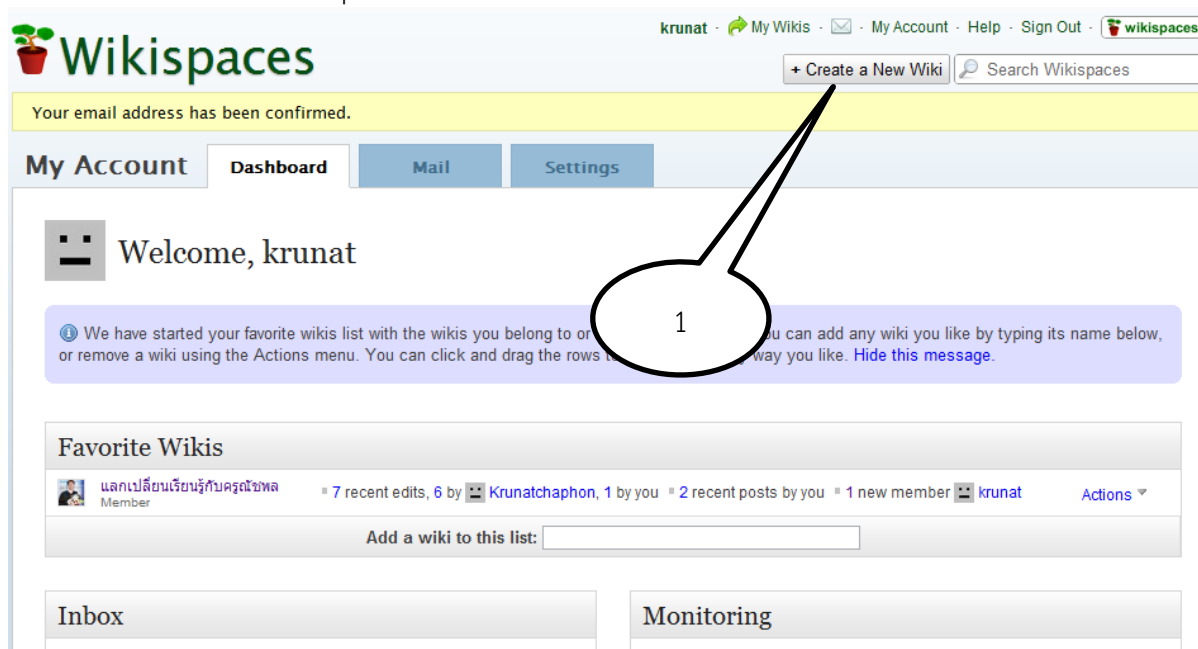 krunat · My Wikis · · My Account · Help · Sign Out · wikispaces
Wikispaces
+ Create a New Wiki Search Wikispaces
Your email address has been confirmed.
My Account Dashboard Mail Settings
Welcome, krunat
1
We have started your favorite wikis list with the wikis you belong to or ou can add any wiki you like by typing its name below,
or remove a wiki using the Actions menu. You can click and drag the rows way you like. Hide this message.
Favorite Wikis
แลกเปลี่ยนเรียนรู้กับครูณัชพล
Member
7 recent edits, 6 by Krunatchaphon, 1 by you 2 recent posts by you 1 new member krunat Actions
Add a wiki to this list:
Inbox Monitoring